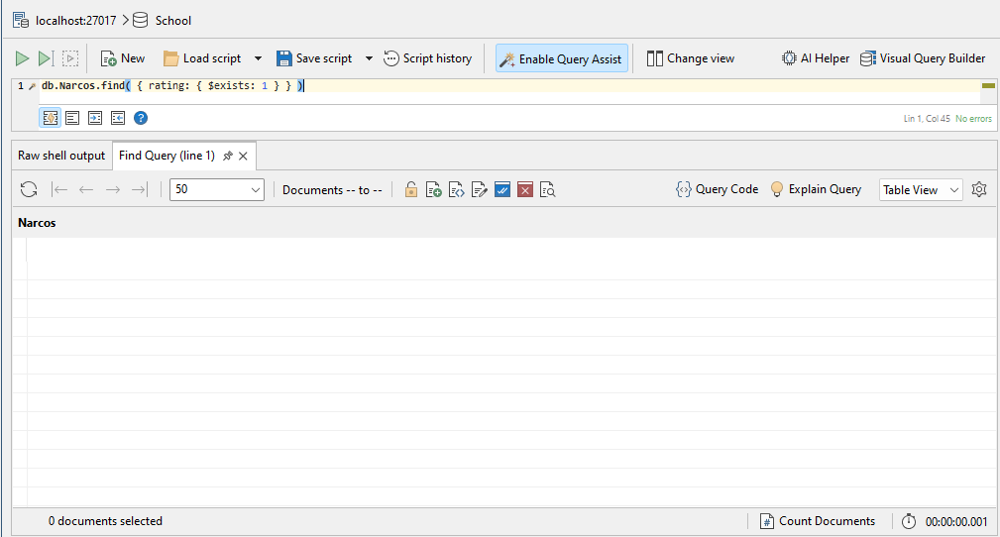 localhost:27017 School
New Load script Save script Script history Enable Query Assist Change view AI Helper Visual Query Builder
1 db.Narcos.find( { rating: { $exists: 1 } } )
Lin 1, Col 45 No errors
Raw shell output Find Query (line 1)
50 Documents -- to -- Query Code Explain Query Table View
Narcos
0 documents selected Count Documents 00:00:00.001